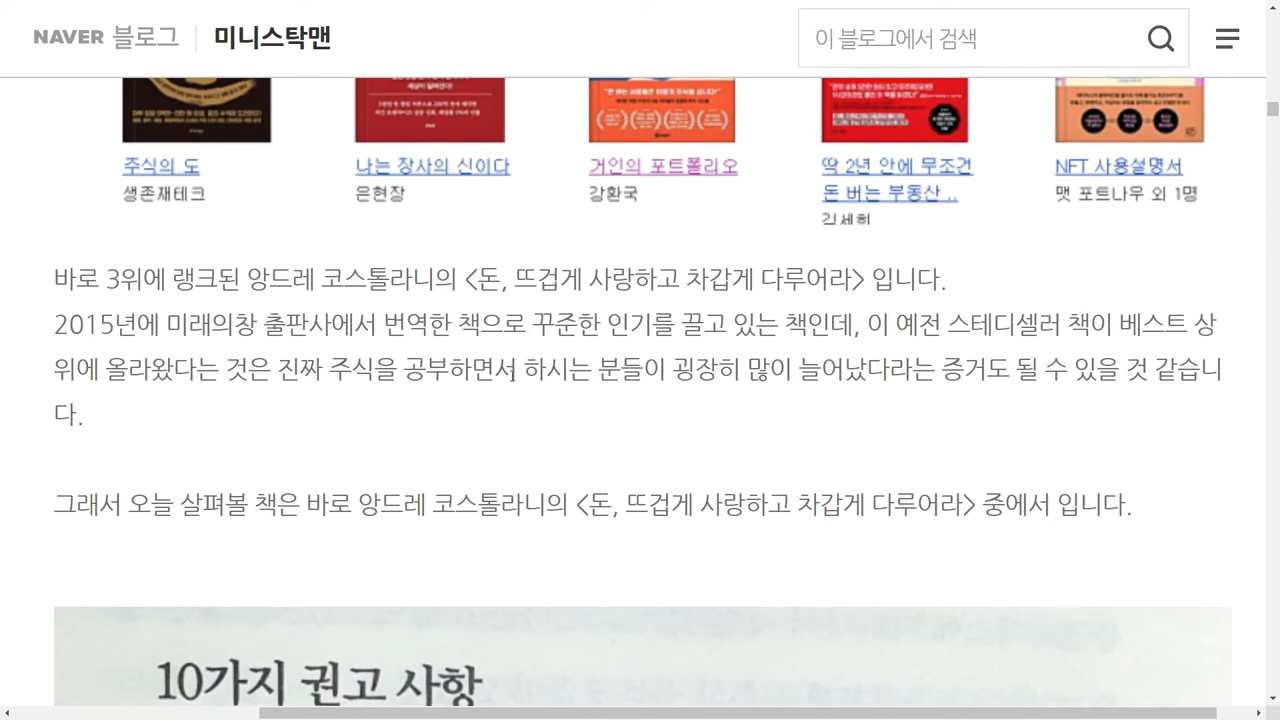 NAVER 블로그 미니스탁맨 이 블로그에서 검색
주식의 도 나는 장사의 신이다 거인의 포트폴리오 딱 2년 안에 무조건 NFT 사용설명서
생존재테크 은현장 강환국 돈 버는 부동산 .. 맷 포트나우 외 1명
김세희
바로 3위에 랭크된 앙드레 코스톨라니의 <돈, 뜨겁게 사랑하고 차갑게 다루어라> 입니다.
2015년에 미래의창 출판사에서 번역한 책으로 꾸준한 인기를 끌고 있는 책인데, 이 예전 스테디셀러 책이 베스트 상
위에 올라왔다는 것은 진짜 주식을 공부하면서 하시는 분들이 굉장히 많이 늘어났다라는 증거도 될 수 있을 것 같습니
다.
그래서 오늘 살펴볼 책은 바로 앙드레 코스톨라니의 <돈, 뜨겁게 사랑하고 차갑게 다루어라> 중에서 입니다.
10가지 권고 사항